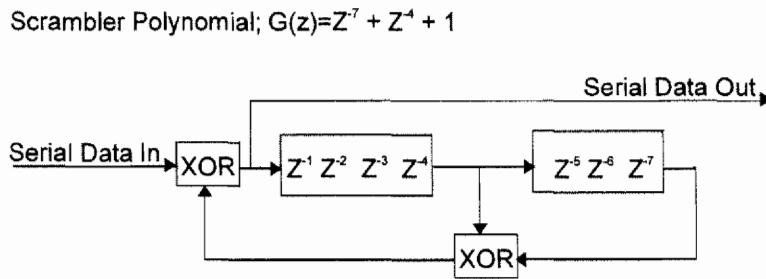 Scrambler Polynomial; G(z)=Z⁻⁷ + Z⁻⁴ + 1
Serial Data Out
Serial Data In
XOR
Z⁻¹ Z⁻² Z⁻³ Z⁻⁴
Z⁻⁵ Z⁻⁶ Z⁻⁷
XOR